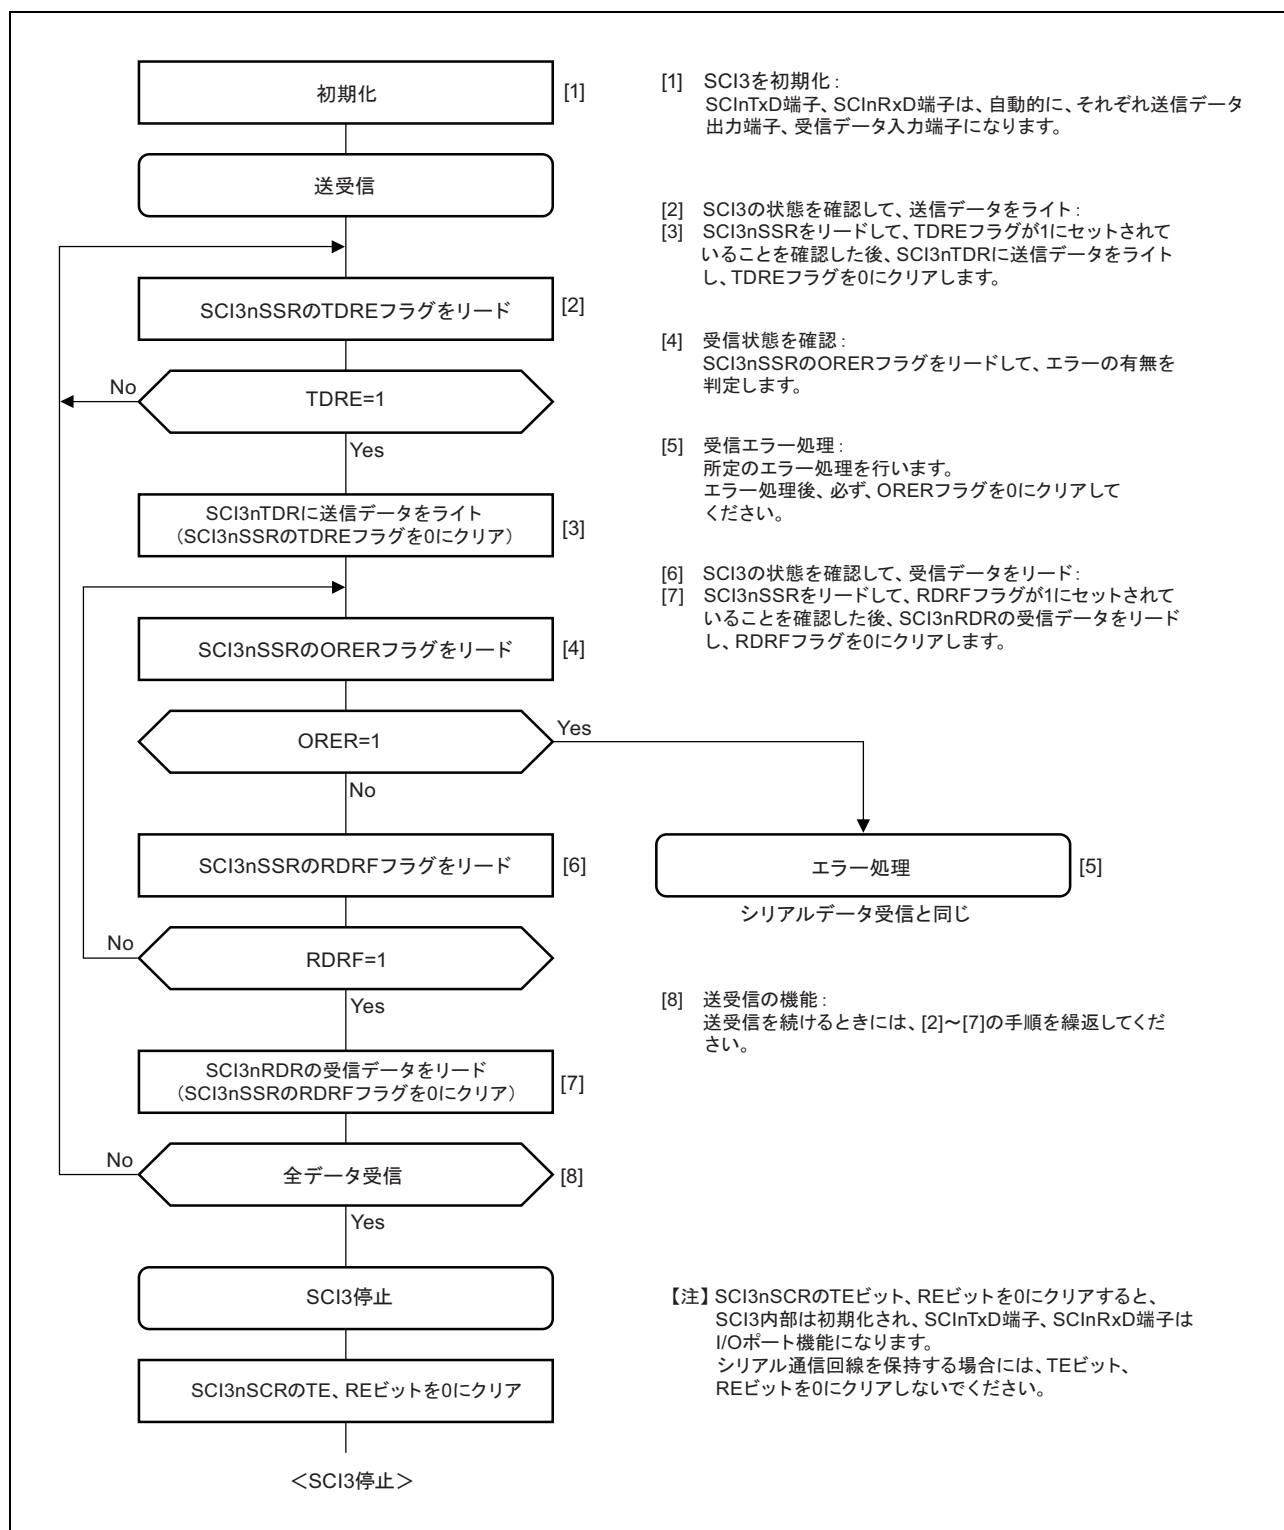 初期化
[1]
送受信
SCI3nSSRのTDREフラグをリード
[2]
No
TDRE=1
Yes
SCI3nTDRに送信データをライト
(SCI3nSSRのTDREフラグを0にクリア)
[3]
SCI3nSSRのORERフラグをリード
[4]
ORER=1
Yes
No
SCI3nSSRのRDRFフラグをリード
[6]
エラー処理
[5]
シリアルデータ受信と同じ
No
RDRF=1
Yes
SCI3nRDRの受信データをリード
(SCI3nSSRのRDRFフラグを0にクリア)
[7]
No
全データ受信
[8]
Yes
SCI3停止
SCI3nSCRのTE、REビットを0にクリア
<SCI3停止>
[1] SCI3を初期化:
SCInTxD端子、SCInRxD端子は、自動的に、それぞれ送信データ
出力端子、受信データ入力端子になります。
[2] SCI3の状態を確認して、送信データをライト:
[3] SCI3nSSRをリードして、TDREフラグが1にセットされて
いることを確認した後、SCI3nTDRに送信データをライト
し、TDREフラグを0にクリアします。
[4] 受信状態を確認:
SCI3nSSRのORERフラグをリードして、エラーの有無を
判定します。
[5] 受信エラー処理:
所定のエラー処理を行います。
エラー処理後、必ず、ORERフラグを0にクリアして
ください。
[6] SCI3の状態を確認して、受信データをリード:
[7] SCI3nSSRをリードして、RDRFフラグが1にセットされて
いることを確認した後、SCI3nRDRの受信データをリード
し、RDRFフラグを0にクリアします。
[8] 送受信の機能:
送受信を続けるときには、[2]~[7]の手順を繰返してくだ
さい。
【注】SCI3nSCRのTEビット、REビットを0にクリアすると、
SCI3内部は初期化され、SCInTxD端子、SCInRxD端子は
I/Oポート機能になります。
シリアル通信回線を保持する場合には、TEビット、
REビットを0にクリアしないでください。